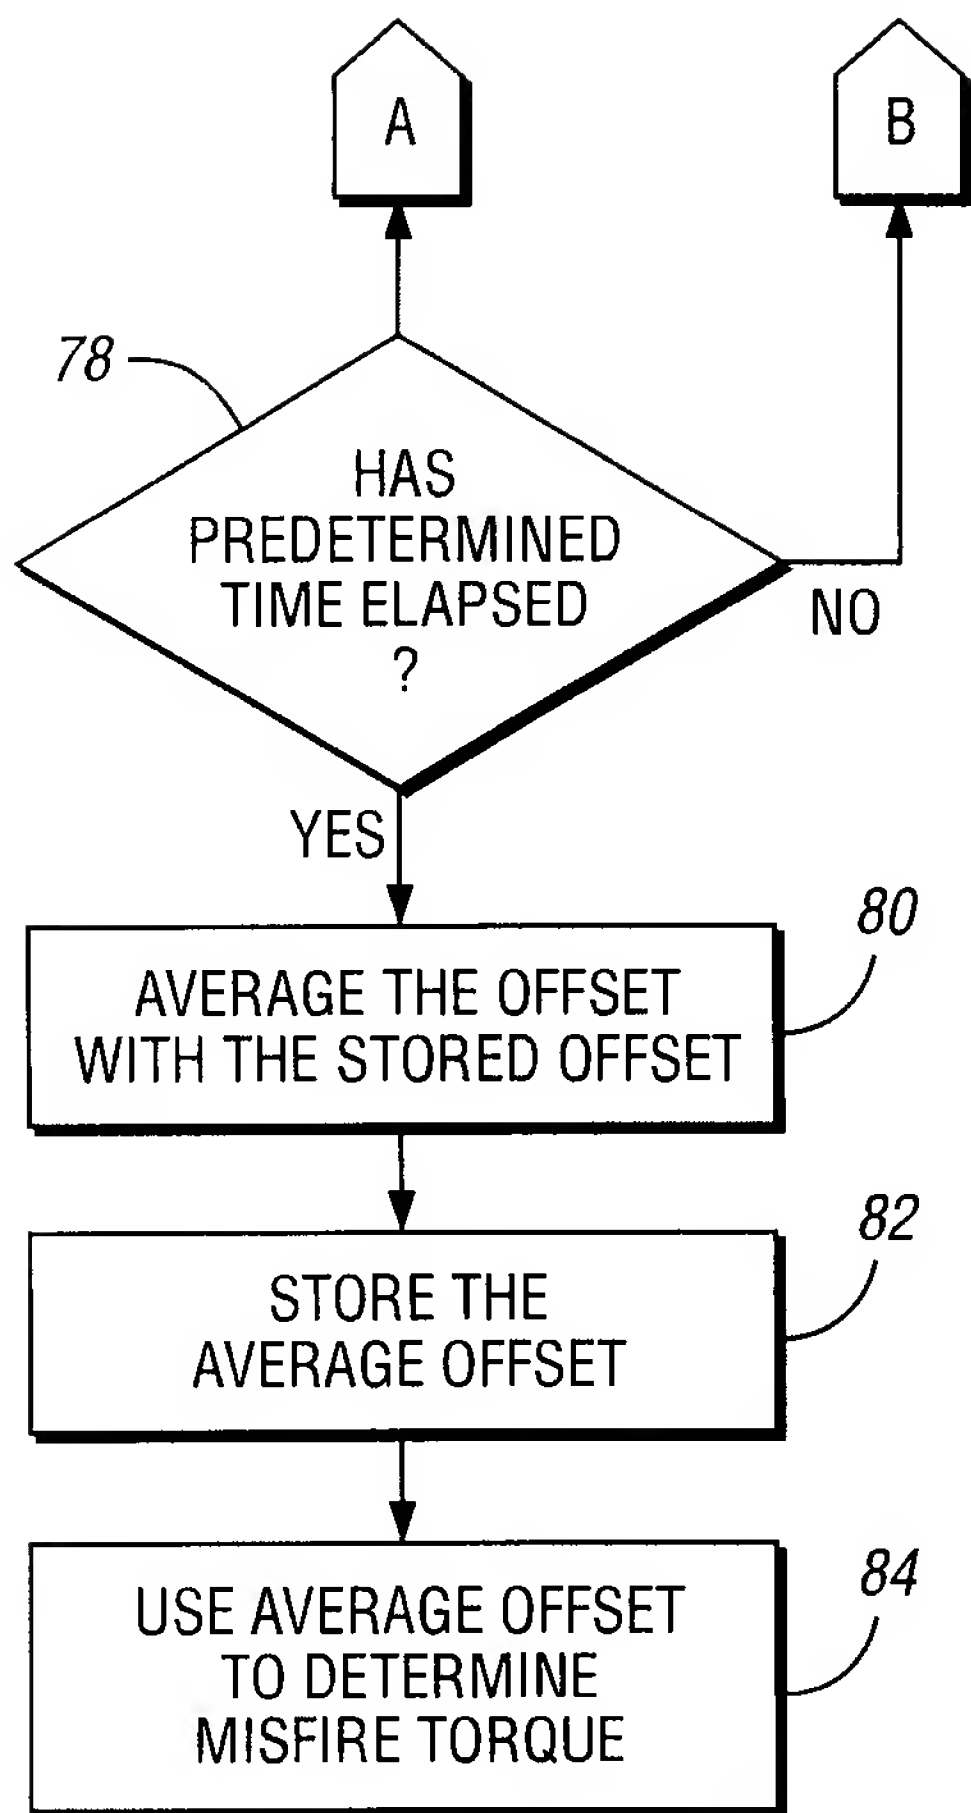 A
B
78
HAS
PREDETERMINED
TIME ELAPSED
?
NO
YES
80
AVERAGE THE OFFSET
WITH THE STORED OFFSET
82
STORE THE
AVERAGE OFFSET
84
USE AVERAGE OFFSET
TO DETERMINE
MISFIRE TORQUE